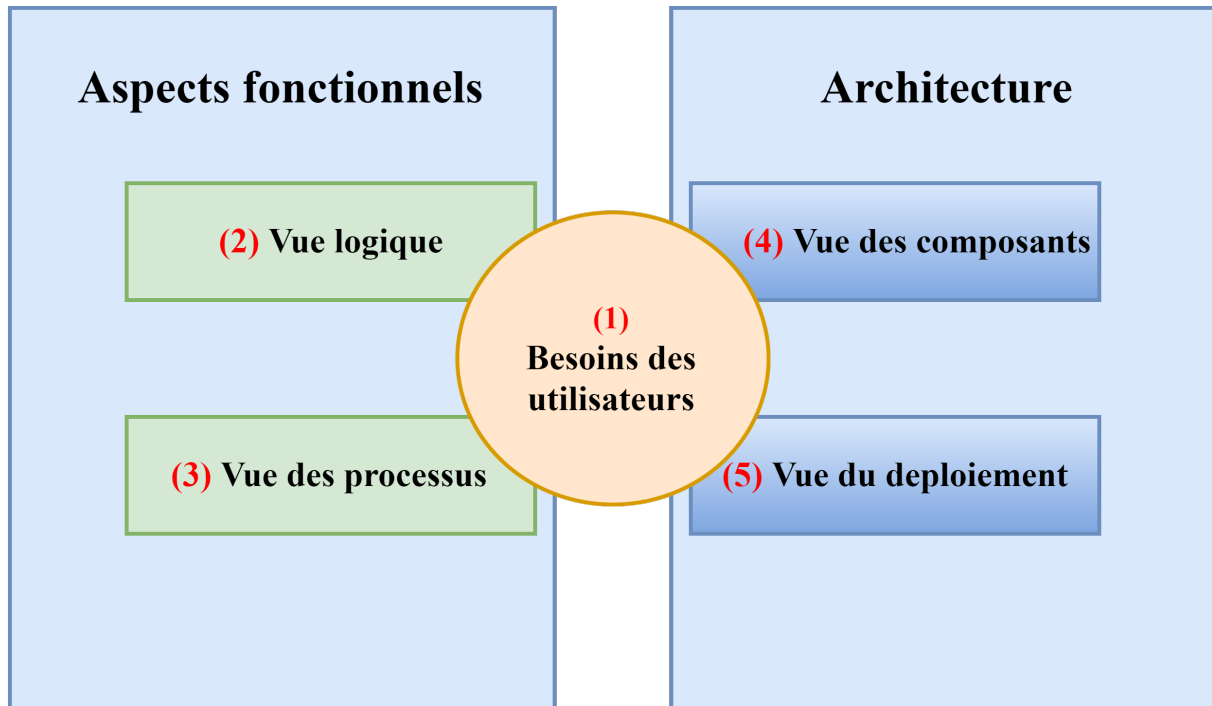 Aspects fonctionnels
Architecture
(2) Vue logique
(4) Vue des composants
(1)
Besoins des
utilisateurs
(3) Vue des processus
(5) Vue du deploiement